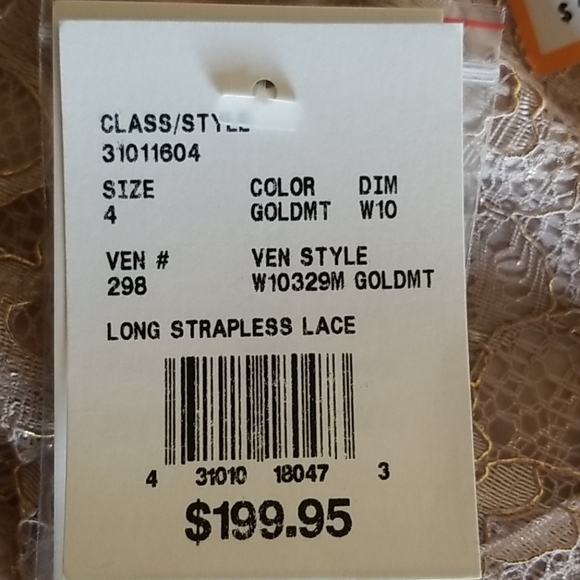 CLASS/STYLE
31011604
SIZE COLOR DIM
4 GOLDMT W10
VEN # VEN STYLE
298 W10329M GOLDMT
LONG STRAPLESS LACE
4 31010 18047 3
$199.95
$